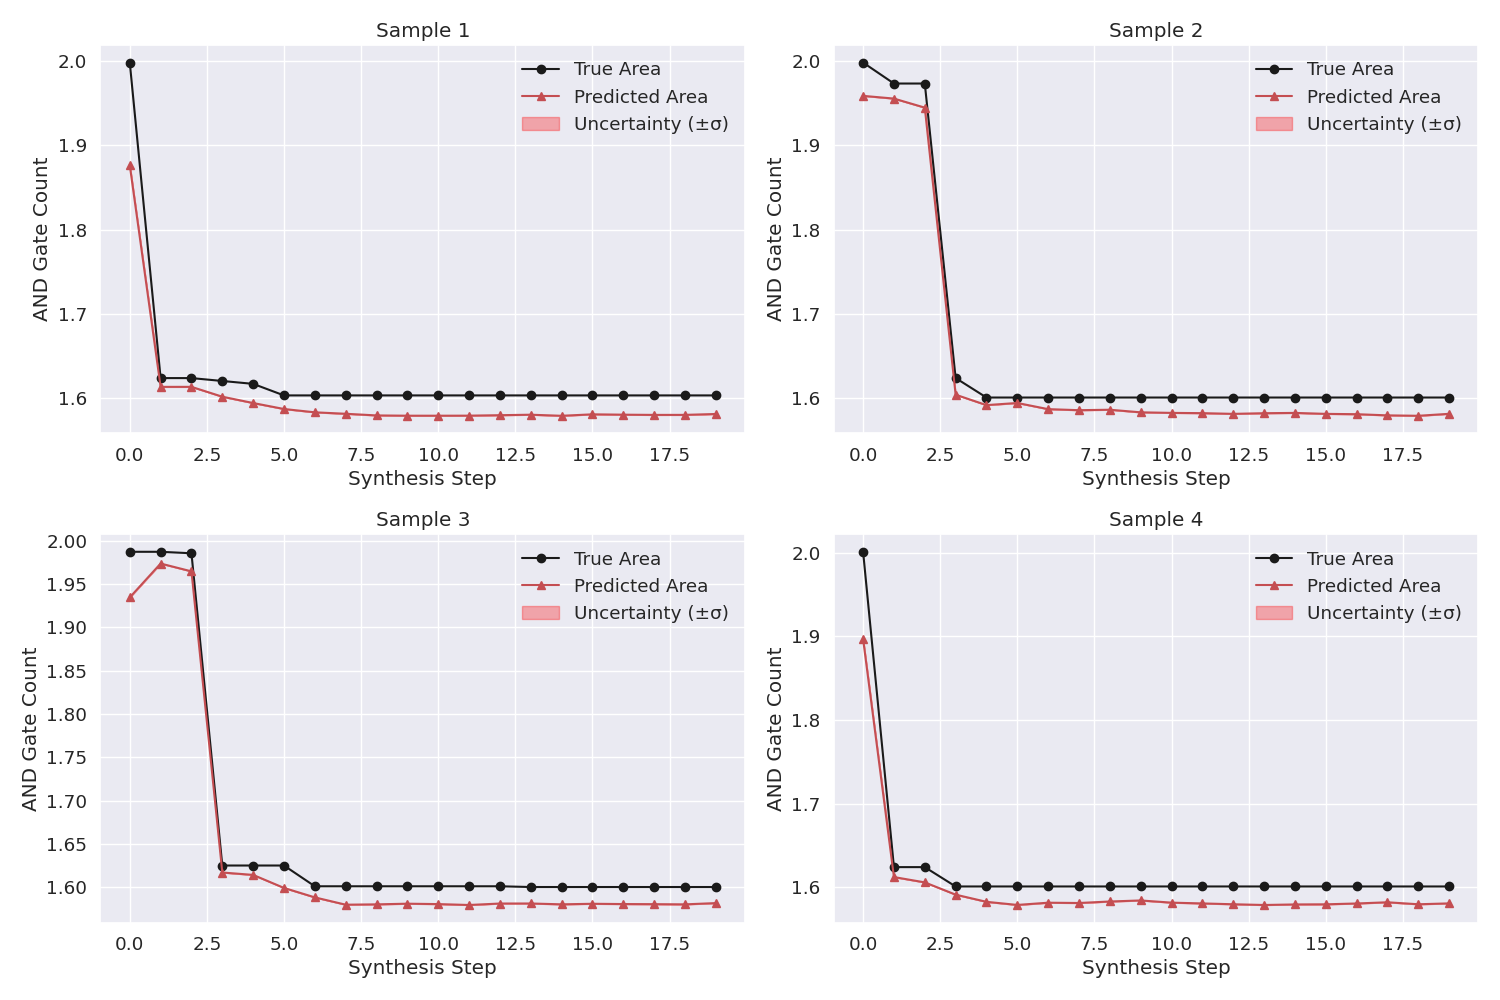 Sample 1
2.0
1.9
1.8
1.7
1.6
AND Gate Count
True Area
Predicted Area
Uncertainty (±σ)
0.0 2.5 5.0 7.5 10.0 12.5 15.0 17.5
Synthesis Step
Sample 2
2.0
1.9
1.8
1.7
1.6
AND Gate Count
True Area
Predicted Area
Uncertainty (±σ)
0.0 2.5 5.0 7.5 10.0 12.5 15.0 17.5
Synthesis Step
Sample 3
2.00
1.95
1.90
1.85
1.80
1.75
1.70
1.65
1.60
AND Gate Count
True Area
Predicted Area
Uncertainty (±σ)
0.0 2.5 5.0 7.5 10.0 12.5 15.0 17.5
Synthesis Step
Sample 4
2.0
1.9
1.8
1.7
1.6
AND Gate Count
True Area
Predicted Area
Uncertainty (±σ)
0.0 2.5 5.0 7.5 10.0 12.5 15.0 17.5
Synthesis Step